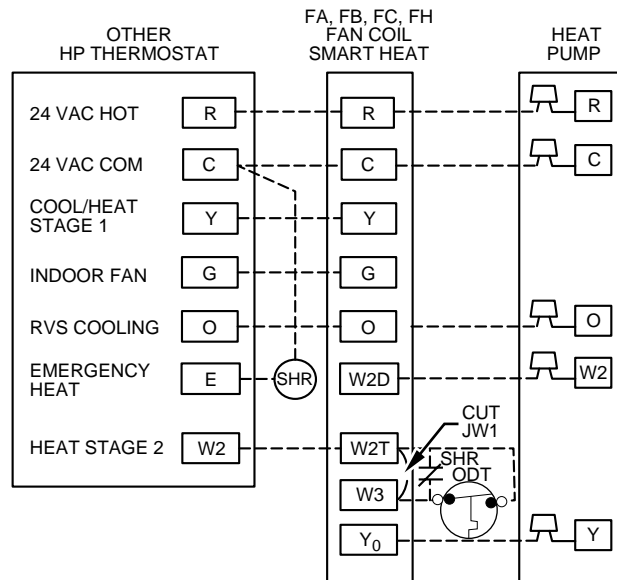 OTHER
HP THERMOSTAT
FA, FB, FC, FH
FAN COIL
SMART HEAT
HEAT
PUMP
24 VAC HOT R R R
24 VAC COM C C C
COOL/HEAT
STAGE 1 Y Y
INDOOR FAN G G
RVS COOLING O O O
EMERGENCY
HEAT E SHR W2D W2
CUT
JW1
HEAT STAGE 2 W2 W2T
SHR
ODT
W3
Y0 Y